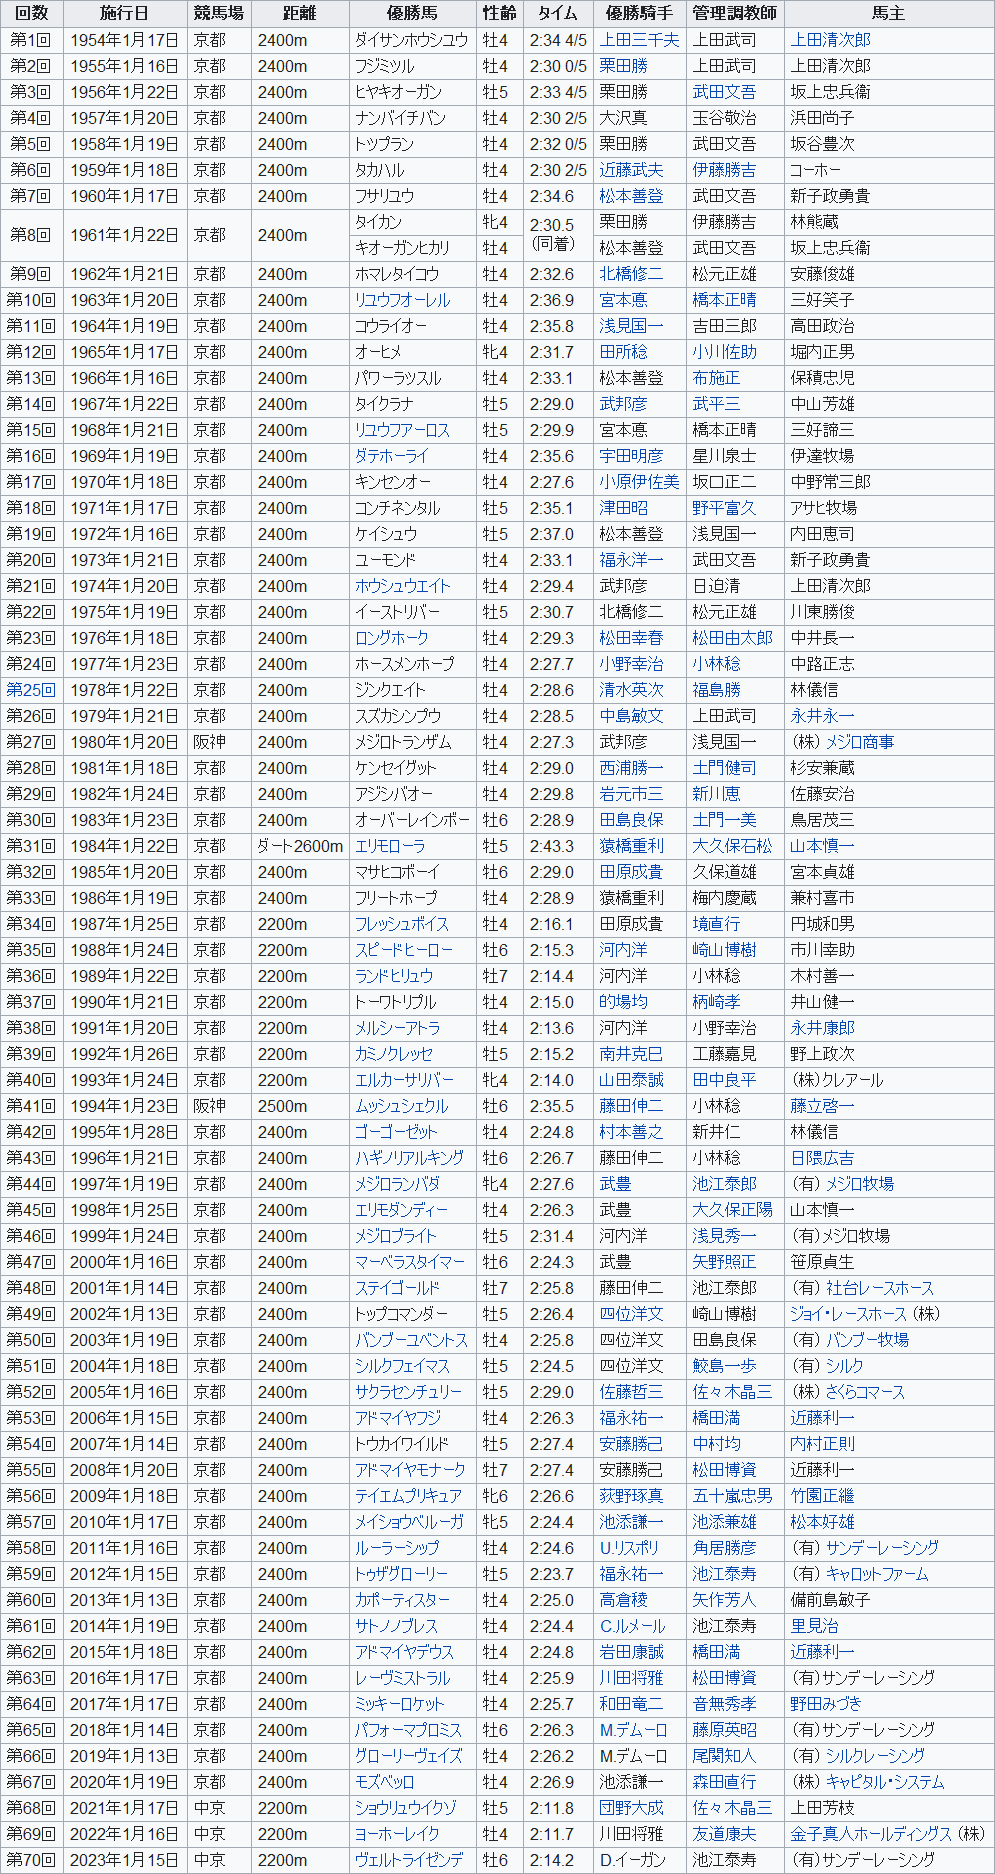 回数 施行日 競馬場 距離 優勝馬 性齢 タイム 優勝騎手 管理調教師 馬主
第1回 1954年1月17日 京都 2400m ダイサンホウシユウ 牡4 2:34 4/5 上田三千夫 上田武司 上田清次郎
第2回 1955年1月16日 京都 2400m フジミツル 牡4 2:30 0/5 栗田勝 上田武司 上田清次郎
第3回 1956年1月22日 京都 2400m ヒヤキオーガン 牡5 2:33 4/5 栗田勝 武田文吾 坂上忠兵衞
第4回 1957年1月20日 京都 2400m ナンバイチバン 牡4 2:30 2/5 大沢真 玉谷敬治 浜田尚子
第5回 1958年1月19日 京都 2400m トツプラン 牡4 2:32 0/5 栗田勝 武田文吾 坂谷豊次
第6回 1959年1月18日 京都 2400m タカハル 牡4 2:30 2/5 近藤武夫 伊藤勝吉 コーホー
第7回 1960年1月17日 京都 2400m フサリユウ 牡4 2:34.6 松本善登 武田文吾 新子政勇貴
第8回 1961年1月22日 京都 2400m タイカン 牝4 2:30.5 栗田勝 伊藤勝吉 林熊蔵
キオーガンヒカリ 牡4 (同着) 松本善登 武田文吾 坂上忠兵衞
第9回 1962年1月21日 京都 2400m ホマレタイコウ 牡4 2:32.6 北橋修二 松元正雄 安藤俊雄
第10回 1963年1月20日 京都 2400m リユウフオーレル 牡4 2:36.9 宮本悳 橋本正晴 三好笑子
第11回 1964年1月19日 京都 2400m コウライオー 牡4 2:35.8 浅見国一 吉田三郎 高田政治
第12回 1965年1月17日 京都 2400m オーヒメ 牝4 2:31.7 田所稔 小川佐助 堀内正男
第13回 1966年1月16日 京都 2400m パワーラツスル 牡4 2:33.1 松本善登 布施正 保積忠児
第14回 1967年1月22日 京都 2400m タイクラナ 牡5 2:29.0 武邦彦 武平三 中山芳雄
第15回 1968年1月21日 京都 2400m リユウフアーロス 牡5 2:29.9 宮本悳 橋本正晴 三好諦三
第16回 1969年1月19日 京都 2400m ダテホーライ 牡4 2:35.6 宇田明彦 星川泉士 伊達牧場
第17回 1970年1月18日 京都 2400m キンセンオー 牡4 2:27.6 小原伊佐美 坂口正二 中野常三郎
第18回 1971年1月17日 京都 2400m コンチネンタル 牡5 2:35.1 津田昭 野平富久 アサヒ牧場
第19回 1972年1月16日 京都 2400m ケイシュウ 牡5 2:37.0 松本善登 浅見国一 内田恵司
第20回 1973年1月21日 京都 2400m ユーモンド 牡4 2:33.1 福永洋一 武田文吾 新子政勇貴
第21回 1974年1月20日 京都 2400m ホウシュウエイト 牡4 2:29.4 武邦彦 日迫清 上田清次郎
第22回 1975年1月19日 京都 2400m イーストリバー 牡5 2:30.7 北橋修二 松元正雄 川東勝俊
第23回 1976年1月18日 京都 2400m ロングホーク 牡4 2:29.3 松田幸春 松田由太郎 中井長一
第24回 1977年1月23日 京都 2400m ホースメンホープ 牡4 2:27.7 小野幸治 小林稔 中路正志
第25回 1978年1月22日 京都 2400m ジンクエイト 牡4 2:28.6 清水英次 福島勝 林儀信
第26回 1979年1月21日 京都 2400m スズカシンプウ 牡4 2:28.5 中島敏文 上田武司 永井永一
第27回 1980年1月20日 阪神 2400m メジロトランザム 牡4 2:27.3 武邦彦 浅見国一 (株) メジロ商事
第28回 1981年1月18日 京都 2400m ケンセイグット 牡4 2:29.0 西浦勝一 土門健司 杉安兼蔵
第29回 1982年1月24日 京都 2400m アジシバオー 牡4 2:29.8 岩元市三 新川恵 佐藤安治
第30回 1983年1月23日 京都 2400m オーバーレインボー 牡6 2:28.9 田島良保 土門一美 鳥居茂三
第31回 1984年1月22日 京都 ダート2600m エリモローラ 牡5 2:43.3 猿橋重利 大久保石松 山本慎一
第32回 1985年1月20日 京都 2400m マサヒコボーイ 牡6 2:29.0 田原成貴 久保道雄 宮本貞雄
第33回 1986年1月19日 京都 2400m フリートホープ 牡4 2:28.9 猿橋重利 梅内慶蔵 兼村喜市
第34回 1987年1月25日 京都 2200m フレッシュボイス 牡4 2:16.1 田原成貴 境直行 円城和男
第35回 1988年1月24日 京都 2200m スピードヒーロー 牡6 2:15.3 河内洋 崎山博樹 市川幸助
第36回 1989年1月22日 京都 2200m ランドヒリュウ 牡7 2:14.4 河内洋 小林稔 木村善一
第37回 1990年1月21日 京都 2200m トーワトリプル 牡4 2:15.0 的場均 柄崎孝 井山健一
第38回 1991年1月20日 京都 2200m メルシーアトラ 牡4 2:13.6 河内洋 小野幸治 永井康郎
第39回 1992年1月26日 京都 2200m カミノクレッセ 牡5 2:15.2 南井克巳 工藤嘉見 野上政次
第40回 1993年1月24日 京都 2200m エルカーサリバー 牝4 2:14.0 山田泰誠 田中良平 (株)クレアール
第41回 1994年1月23日 阪神 2500m ムッシュシェクル 牡6 2:35.5 藤田伸二 小林稔 藤立啓一
第42回 1995年1月28日 京都 2400m ゴーゴーゼット 牡4 2:24.8 村本善之 新井仁 林儀信
第43回 1996年1月21日 京都 2400m ハギノリアルキング 牡6 2:26.7 藤田伸二 小林稔 日隈広吉
第44回 1997年1月19日 京都 2400m メジロランバダ 牝4 2:27.6 武豊 池江泰郎 (有) メジロ牧場
第45回 1998年1月25日 京都 2400m エリモダンディー 牡4 2:26.3 武豊 大久保正陽 山本慎一
第46回 1999年1月24日 京都 2400m メジロブライト 牡5 2:31.4 河内洋 浅見秀一 (有)メジロ牧場
第47回 2000年1月16日 京都 2400m マーベラスタイマー 牡6 2:24.3 武豊 矢野照正 笹原貞生
第48回 2001年1月14日 京都 2400m ステイゴールド 牡7 2:25.8 藤田伸二 池江泰郎 (有) 社台レースホース
第49回 2002年1月13日 京都 2400m トップコマンダー 牡5 2:26.4 四位洋文 崎山博樹 ジョイ・レースホース (株)
第50回 2003年1月19日 京都 2400m バンブーユベントス 牡4 2:25.8 四位洋文 田島良保 (有) バンブー牧場
第51回 2004年1月18日 京都 2400m シルクフェイマス 牡5 2:24.5 四位洋文 鮫島一歩 (有) シルク
第52回 2005年1月16日 京都 2400m サクラセンチュリー 牡5 2:29.0 佐藤哲三 佐々木晶三 (株) さくらコマース
第53回 2006年1月15日 京都 2400m アドマイヤフジ 牡4 2:26.3 福永祐一 橋田満 近藤利一
第54回 2007年1月14日 京都 2400m トウカイワイルド 牡5 2:27.4 安藤勝己 中村均 内村正則
第55回 2008年1月20日 京都 2400m アドマイヤモナーク 牡7 2:27.4 安藤勝己 松田博資 近藤利一
第56回 2009年1月18日 京都 2400m テイエムプリキュア 牝6 2:26.6 荻野琢真 五十嵐忠男 竹園正繼
第57回 2010年1月17日 京都 2400m メイショウベルーガ 牝5 2:24.4 池添謙一 池添兼雄 松本好雄
第58回 2011年1月16日 京都 2400m ルーラーシップ 牡4 2:24.6 U.リスポリ 角居勝彦 (有) サンデーレーシング
第59回 2012年1月15日 京都 2400m トゥザグローリー 牡5 2:23.7 福永祐一 池江泰寿 (有) キャロットファーム
第60回 2013年1月13日 京都 2400m カポーティスター 牡4 2:25.0 高倉稜 矢作芳人 備前島敏子
第61回 2014年1月19日 京都 2400m サトノノブレス 牡4 2:24.4 C.ルメール 池江泰寿 里見治
第62回 2015年1月18日 京都 2400m アドマイヤデウス 牡4 2:24.8 岩田康誠 橋田満 近藤利一
第63回 2016年1月17日 京都 2400m レーヴミストラル 牡4 2:25.9 川田将雅 松田博資 (有)サンデーレーシング
第64回 2017年1月17日 京都 2400m ミッキーロケット 牡4 2:25.7 和田竜二 音無秀孝 野田みづき
第65回 2018年1月14日 京都 2400m パフォーマプロミス 牡6 2:26.3 M.デムーロ 藤原英昭 (有)サンデーレーシング
第66回 2019年1月13日 京都 2400m グローリーヴェイズ 牡4 2:26.2 M.デムーロ 尾関知人 (有) シルクレーシング
第67回 2020年1月19日 京都 2400m モズベッロ 牡4 2:26.9 池添謙一 森田直行 (株) キャピタル・システム
第68回 2021年1月17日 中京 2200m ショウリュウイクゾ 牡5 2:11.8 団野大成 佐々木晶三 上田芳枝
第69回 2022年1月16日 中京 2200m ヨーホーレイク 牡4 2:11.7 川田将雅 友道康夫 金子真人ホールディングス (株)
第70回 2023年1月15日 中京 2200m ヴェルトライゼンデ 牡6 2:14.2 D.イーガン 池江泰寿 (有)サンデーレーシング